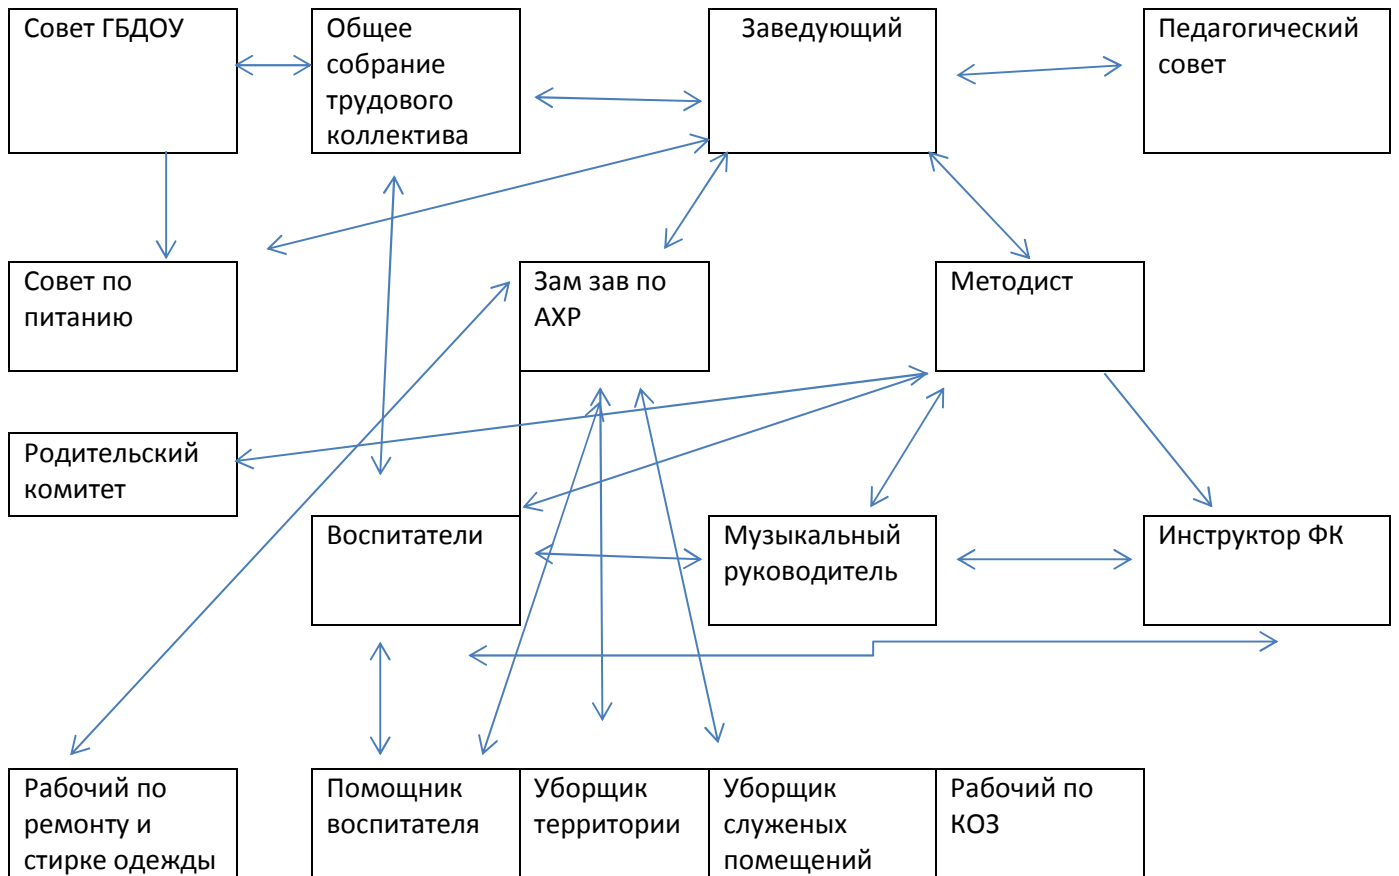 Совет ГБДОУ
Общее
собрание
трудового
коллектива
Заведующий
Педагогический
совет
Совет по
питанию
Зам зав по
АХР
Методист
Родительский
комитет
Воспитатели
Музыкальный
руководитель
Инструктор ФК
Рабочий по
ремонту и
стирке одежды
Помощник
воспитателя
Уборщик
территории
Уборщик
служеных
помещений
Рабочий по
КОЗ